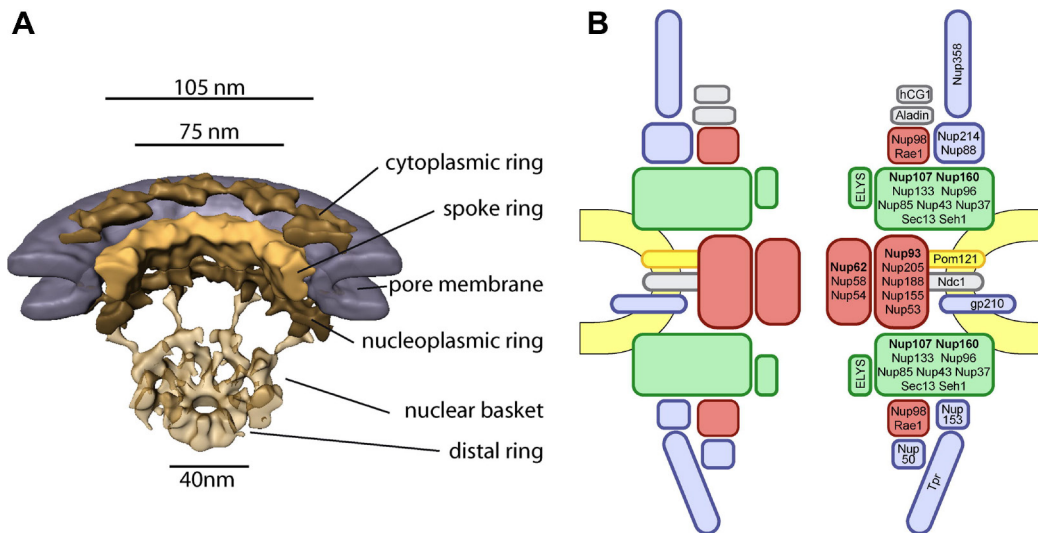 A
105 nm
75 nm
cytoplasmic ring
spoke ring
pore membrane
nucleoplasmic ring
nuclear basket
distal ring
40nm
B
Nup358
hCG1
Aladin
Nup98
Rae1
Nup214
Nup88
ELYS
Nup107 Nup160
Nup133 Nup96
Nup85 Nup43 Nup37
Sec13 Seh1
Nup62
Nup58
Nup54
Nup93
Nup205
Nup188
Nup155
Nup53
Pom121
Ndc1
gp210
ELYS
Nup107 Nup160
Nup133 Nup96
Nup85 Nup43 Nup37
Sec13 Seh1
Nup98
Rae1
Nup
153
Nup
50
Tpr